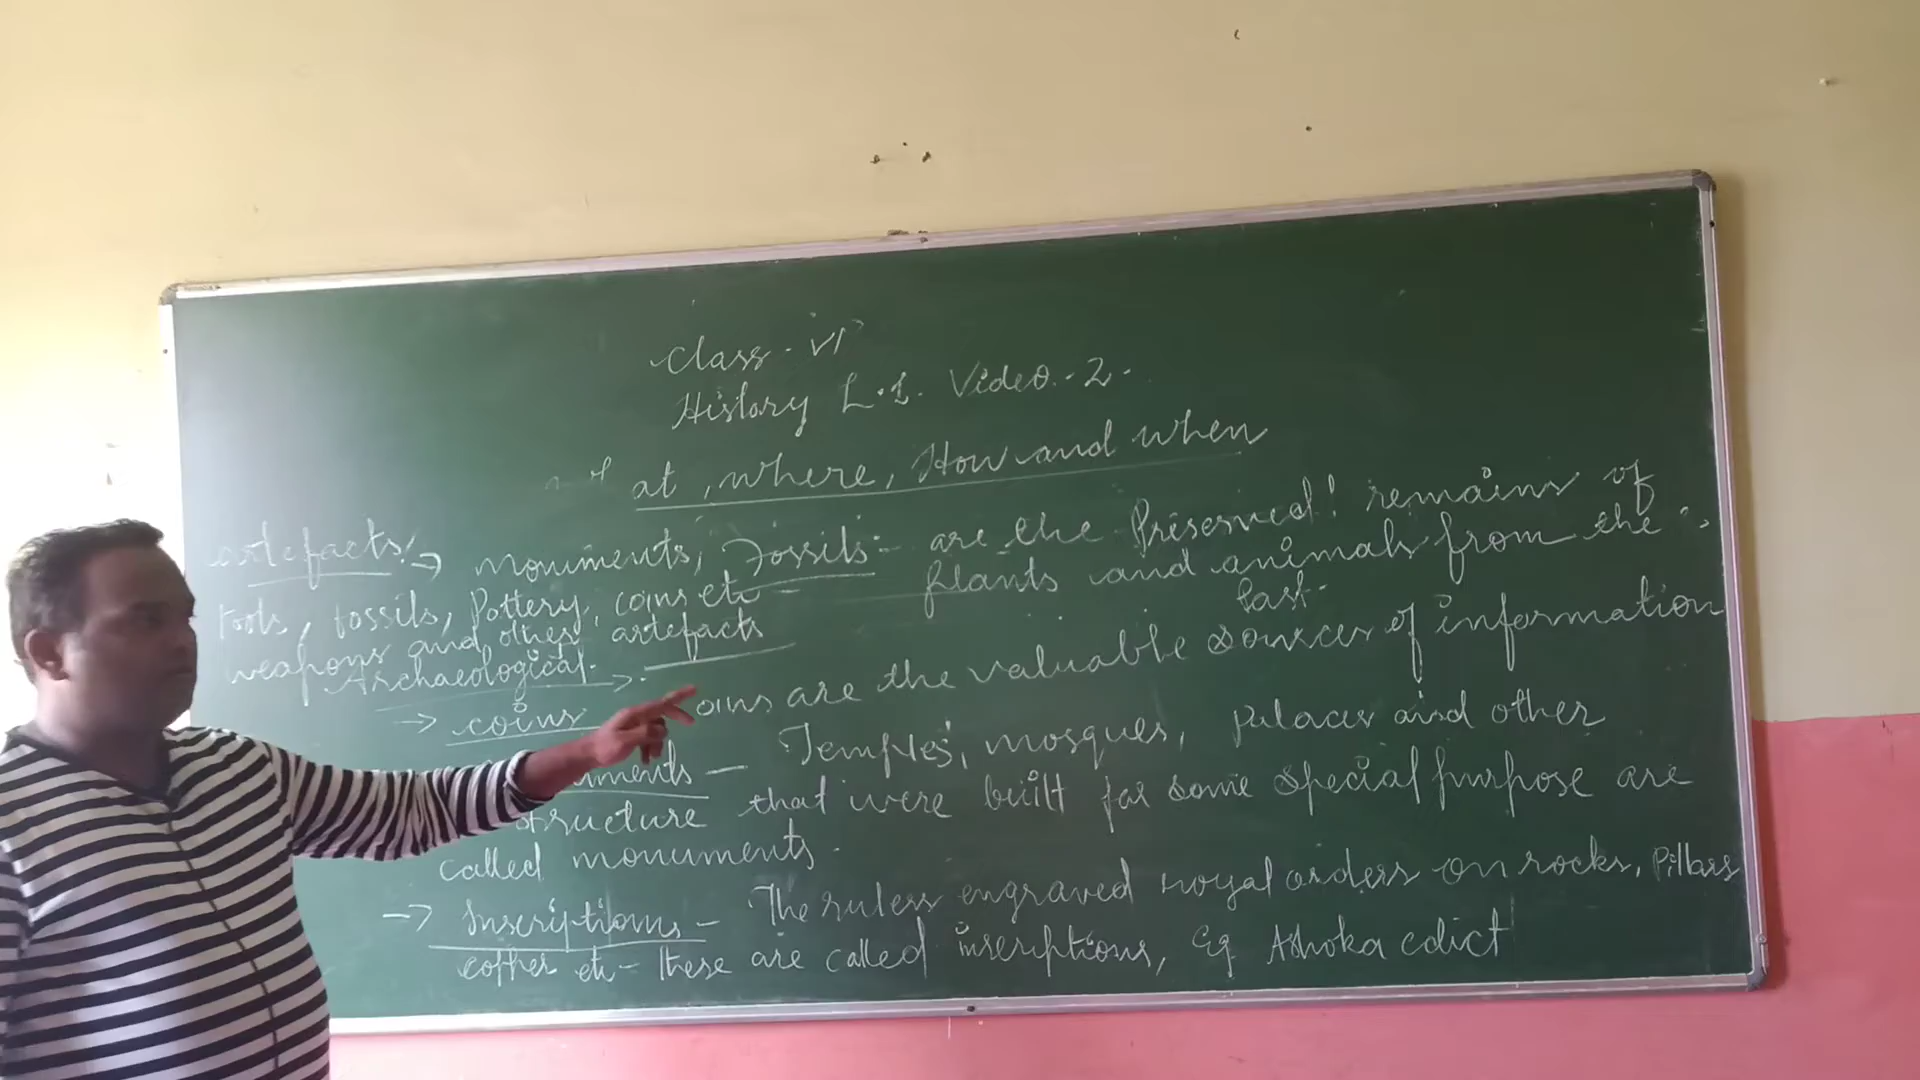 Class - VI
History L.1. Video - 2.
at, where, How and when
artefacts! → monuments, Fossils:- are the Preserved! remains of
tools, fossils, Pottery, coins etc - plants and animals from the
weapons and other artefacts past.
Archaeological. → .
→ coins oins are the valuable sources of information
uments - Temples, mosques, palaces and other
structure that were built for some special purpose are
called monuments.
→ Inscriptions - The rulers engraved royal orders on rocks, Pillars
copper etc - These are called inscriptions, Eg Ashoka edict